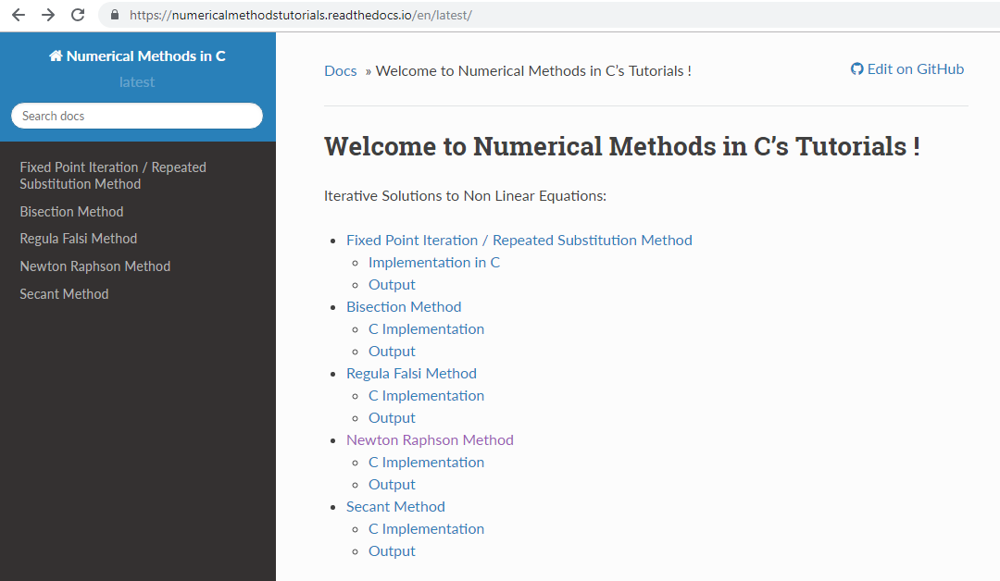 https://numericalmethodstutorials.readthedocs.io/en/latest/
Numerical Methods in C
latest
Search docs
Fixed Point Iteration / Repeated
Substitution Method
Bisection Method
Regula Falsi Method
Newton Raphson Method
Secant Method
Docs » Welcome to Numerical Methods in C’s Tutorials !
Edit on GitHub
Welcome to Numerical Methods in C’s Tutorials !
Iterative Solutions to Non Linear Equations:
Fixed Point Iteration / Repeated Substitution Method
Implementation in C
Output
Bisection Method
C Implementation
Output
Regula Falsi Method
C Implementation
Output
Newton Raphson Method
C Implementation
Output
Secant Method
C Implementation
Output